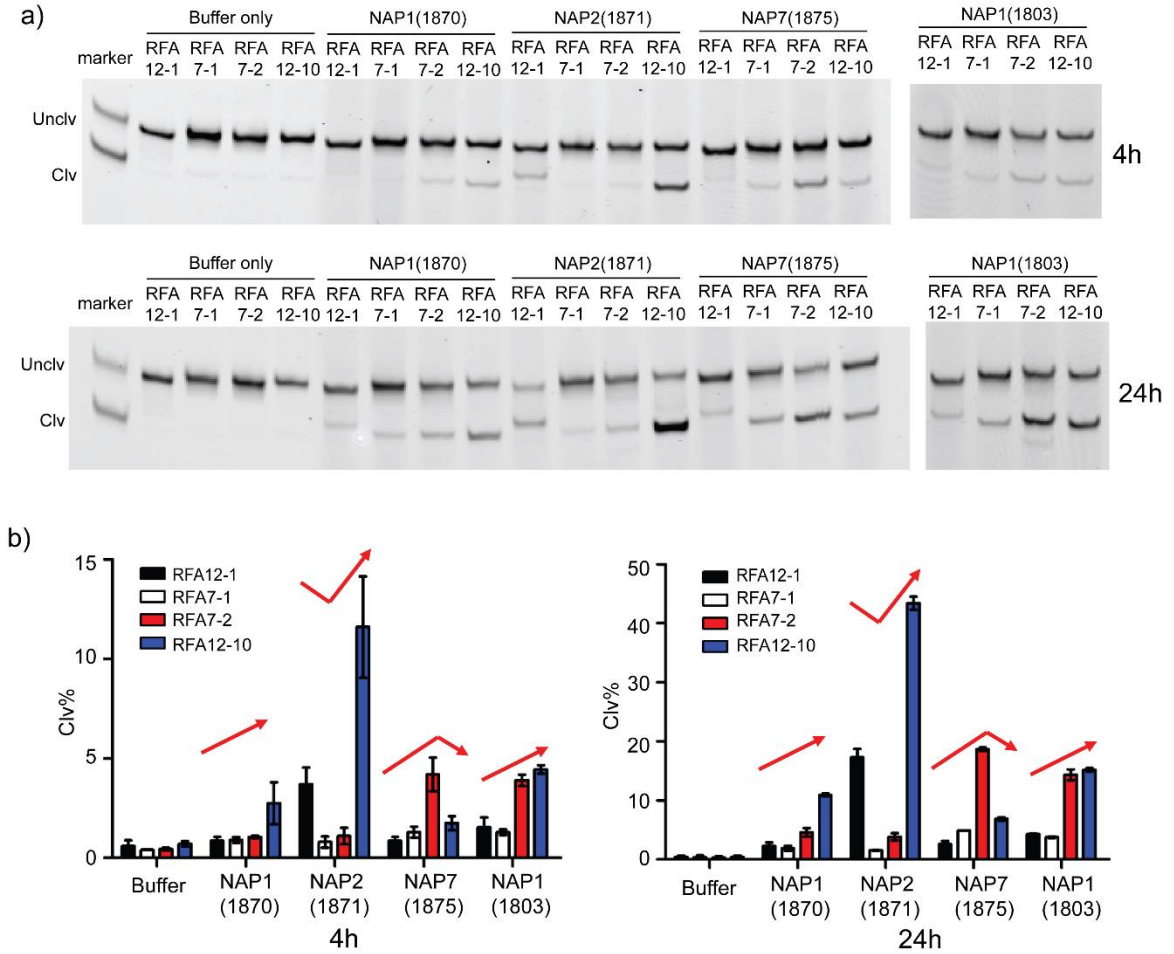 a)
Buffer only NAP1(1870) NAP2(1871) NAP7(1875) NAP1(1803)
marker RFA RFA RFA RFA RFA RFA RFA RFA RFA RFA RFA RFA RFA RFA RFA RFA RFA RFA RFA RFA
12-1 7-1 7-2 12-10 12-1 7-1 7-2 12-10 12-1 7-1 7-2 12-10 12-1 7-1 7-2 12-10 12-1 7-1 7-2 12-10
Unclv
4h
Clv
Buffer only NAP1(1870) NAP2(1871) NAP7(1875) NAP1(1803)
marker RFA RFA RFA RFA RFA RFA RFA RFA RFA RFA RFA RFA RFA RFA RFA RFA RFA RFA RFA RFA
12-1 7-1 7-2 12-10 12-1 7-1 7-2 12-10 12-1 7-1 7-2 12-10 12-1 7-1 7-2 12-10 12-1 7-1 7-2 12-10
Unclv
24h
Clv
b)
Clv%
15
10
5
0
RFA12-1
RFA7-1
RFA7-2
RFA12-10
Buffer NAP1 NAP2 NAP7 NAP1
(1870) (1871) (1875) (1803)
4h
Clv%
50
40
30
20
10
0
RFA12-1
RFA7-1
RFA7-2
RFA12-10
Buffer NAP1 NAP2 NAP7 NAP1
(1870) (1871) (1875) (1803)
24h